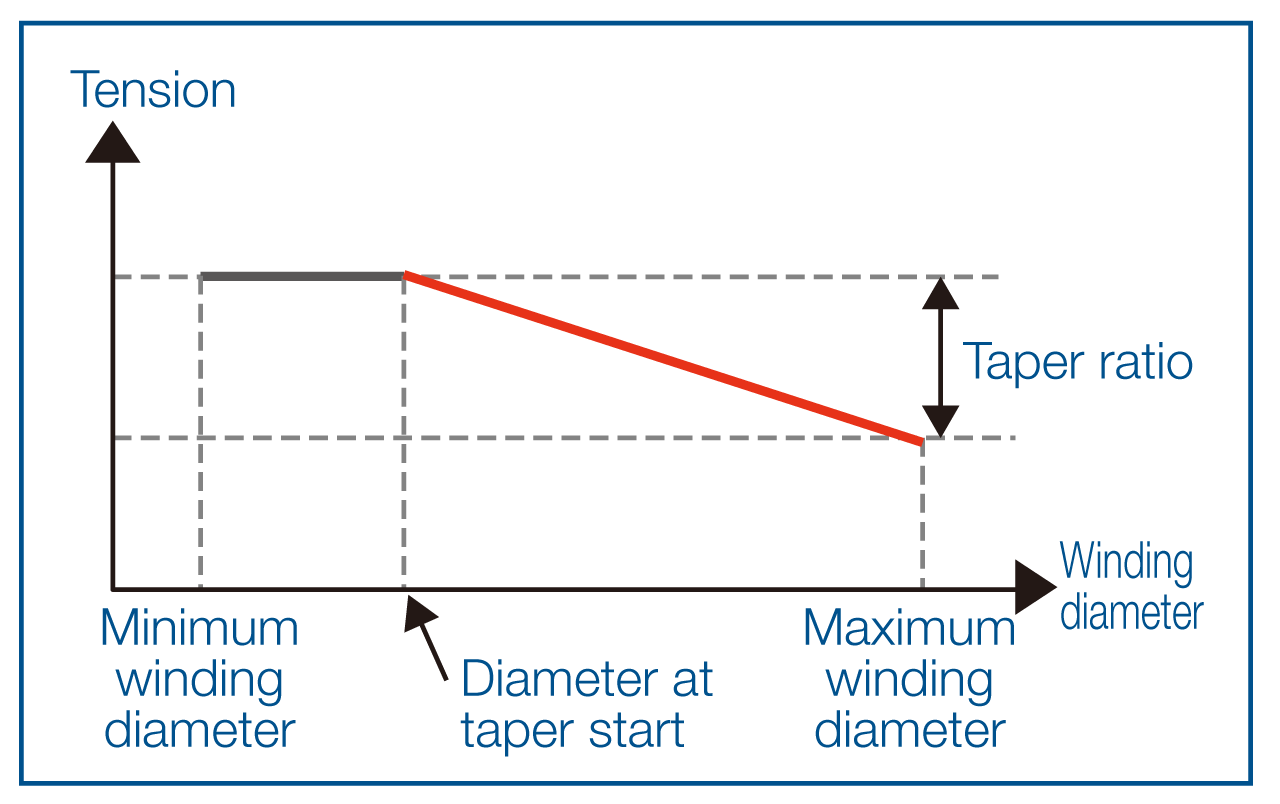 Tension
Taper ratio
Winding
diameter
Minimum
winding
diameter
Diameter at
taper start
Maximum
winding
diameter